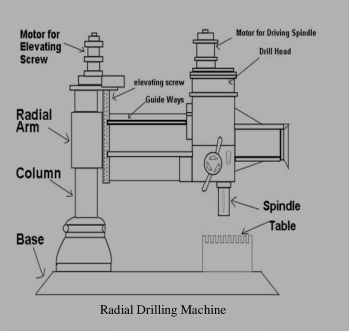 Motor for
Elevating
Screw
Motor for Driving Spindle
Drill Head
elevating screw
Guide Ways
Radial
Arm
Column
Spindle
Table
Base
Radial Drilling Machine